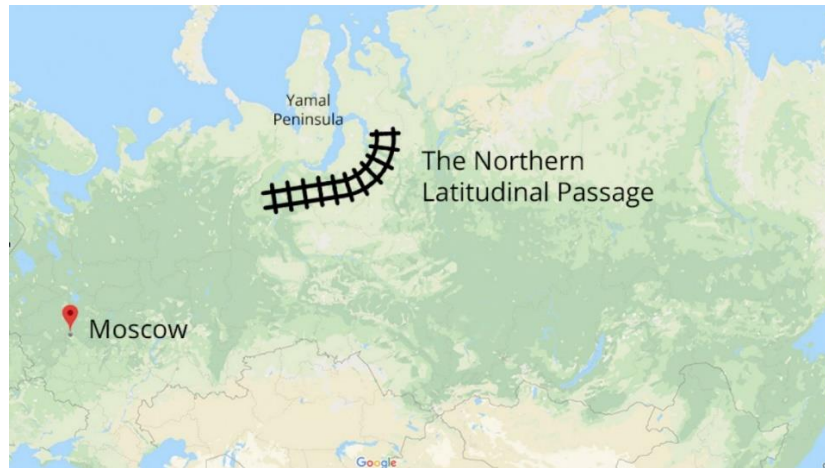 Yamal
Peninsula
The Northern
Latitudinal Passage
Moscow
Google